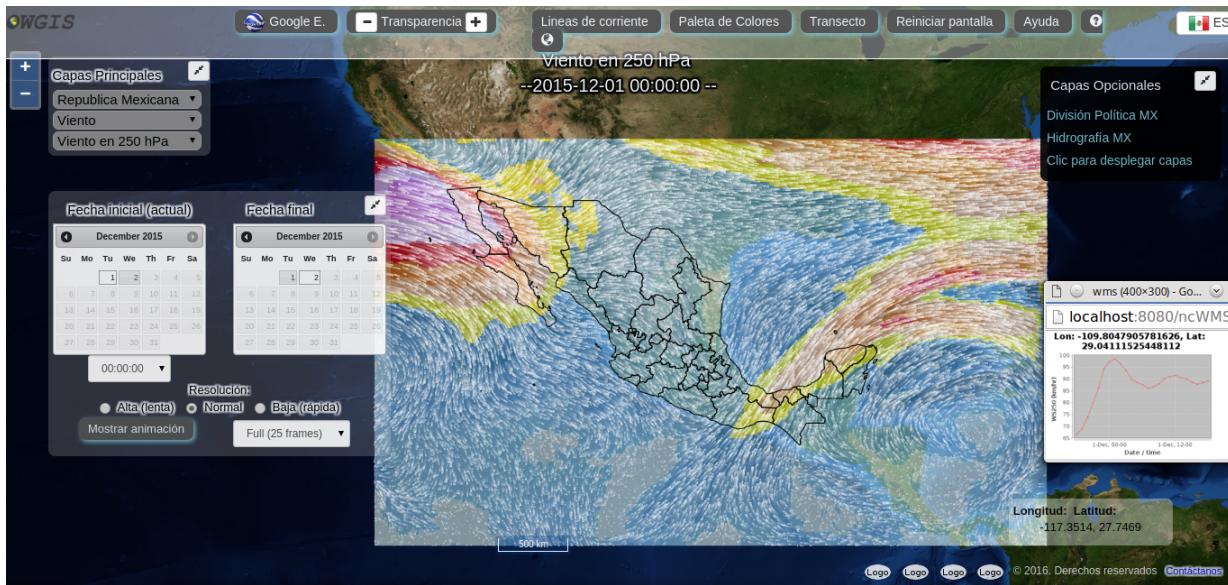 OWGIS
Google E.
Transparencia
Lineas de corriente
Paleta de Colores
Transecto
Reiniciar pantalla
Ayuda
ES
Viento en 250 hPa
--2015-12-01 00:00:00 --
+
−
Capas Principales
Republica Mexicana
Viento
Viento en 250 hPa
Capas Opcionales
División Política MX
Hidrografía MX
Clic para desplegar capas
Fecha inicial (actual)
December 2015
Su Mo Tu We Th Fr Sa
1 2 3 4 5
6 7 8 9 10 11 12
13 14 15 16 17 18 19
20 21 22 23 24 25 26
27 28 29 30 31
00:00:00
Fecha final
December 2015
Su Mo Tu We Th Fr Sa
1 2 3 4 5
6 7 8 9 10 11 12
13 14 15 16 17 18 19
20 21 22 23 24 25 26
27 28 29 30 31
Resolución:
Alta (lenta) Normal Baja (rápida)
Mostrar animación
Full (25 frames)
wms (400×300) - Go...
localhost:8080/ncWMS
Lon: -109.8047905781626, Lat:
29.04111525448112
100
95
90
85
80
75
70
65
WS250 (km/hr)
1-Dec, 00:00 1-Dec, 12:00
Date / time
Longitud: Latitud:
-117.3514, 27.7469
500 km
Logo Logo Logo Logo
© 2016. Derechos reservados Contáctanos